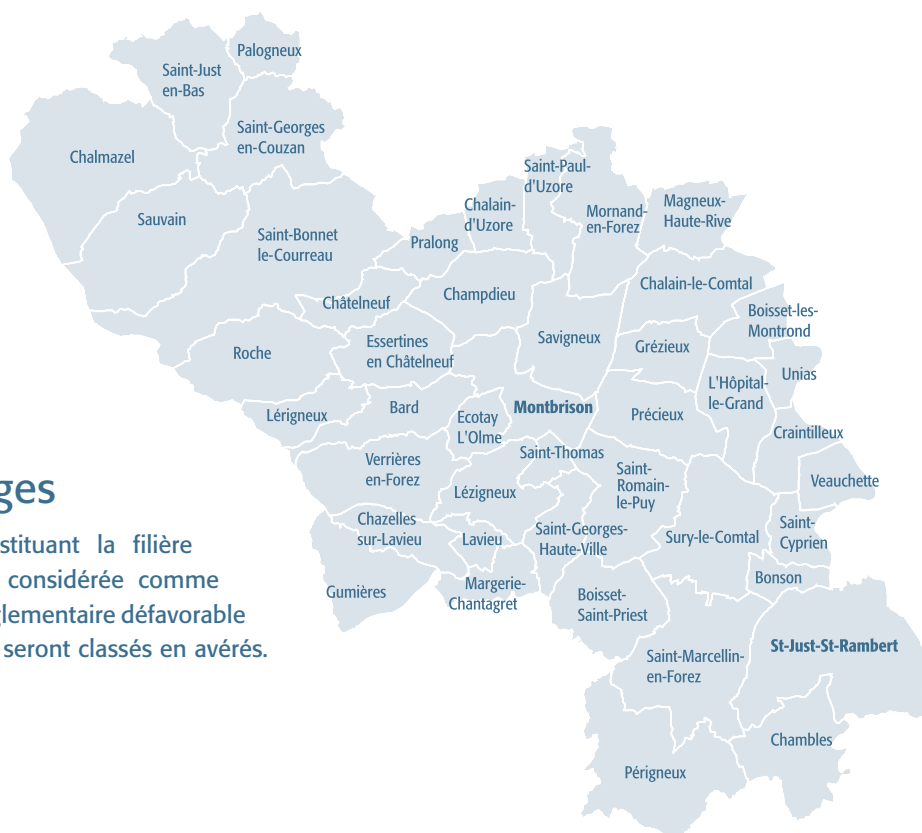 Palogneux
Saint-Just
en-Bas
Saint-Georges
en-Couzan
Chalmazel
Saint-Paul-
d'Uzore
Sauvain
Chalain-
d'Uzore
Mornand-
en-Forez
Magneux-
Haute-Rive
Saint-Bonnet
le-Courreau
Pralong
Châtelneuf
Champdieu
Chalain-le-Comtal
Boisset-les-
Montrond
Roche
Essertines
en Châtelneuf
Savigneux
Grézieux
Unias
L'Hôpital-
le-Grand
Lérigneux
Bard
Ecotay
L'Olme
Montbrison
Précieux
Craintilleux
Verrières
en-Forez
Saint-Thomas
Saint-
Romain-
le-Puy
Veauchette
Lézigneux
Chazelles
sur-Lavieu
Lavieu
Saint-Georges-
Haute-Ville
Sury-le-Comtal
Saint-
Cyprien
Gumières
Margerie-
Chantagret
Boisset-
Saint-Priest
Bonson
Saint-Marcellin-
en-Forez
St-Just-St-Rambert
Chambles
Périgneux
ges
stituant la filière
considérée comme
glementaire défavorable
seront classés en avérés.